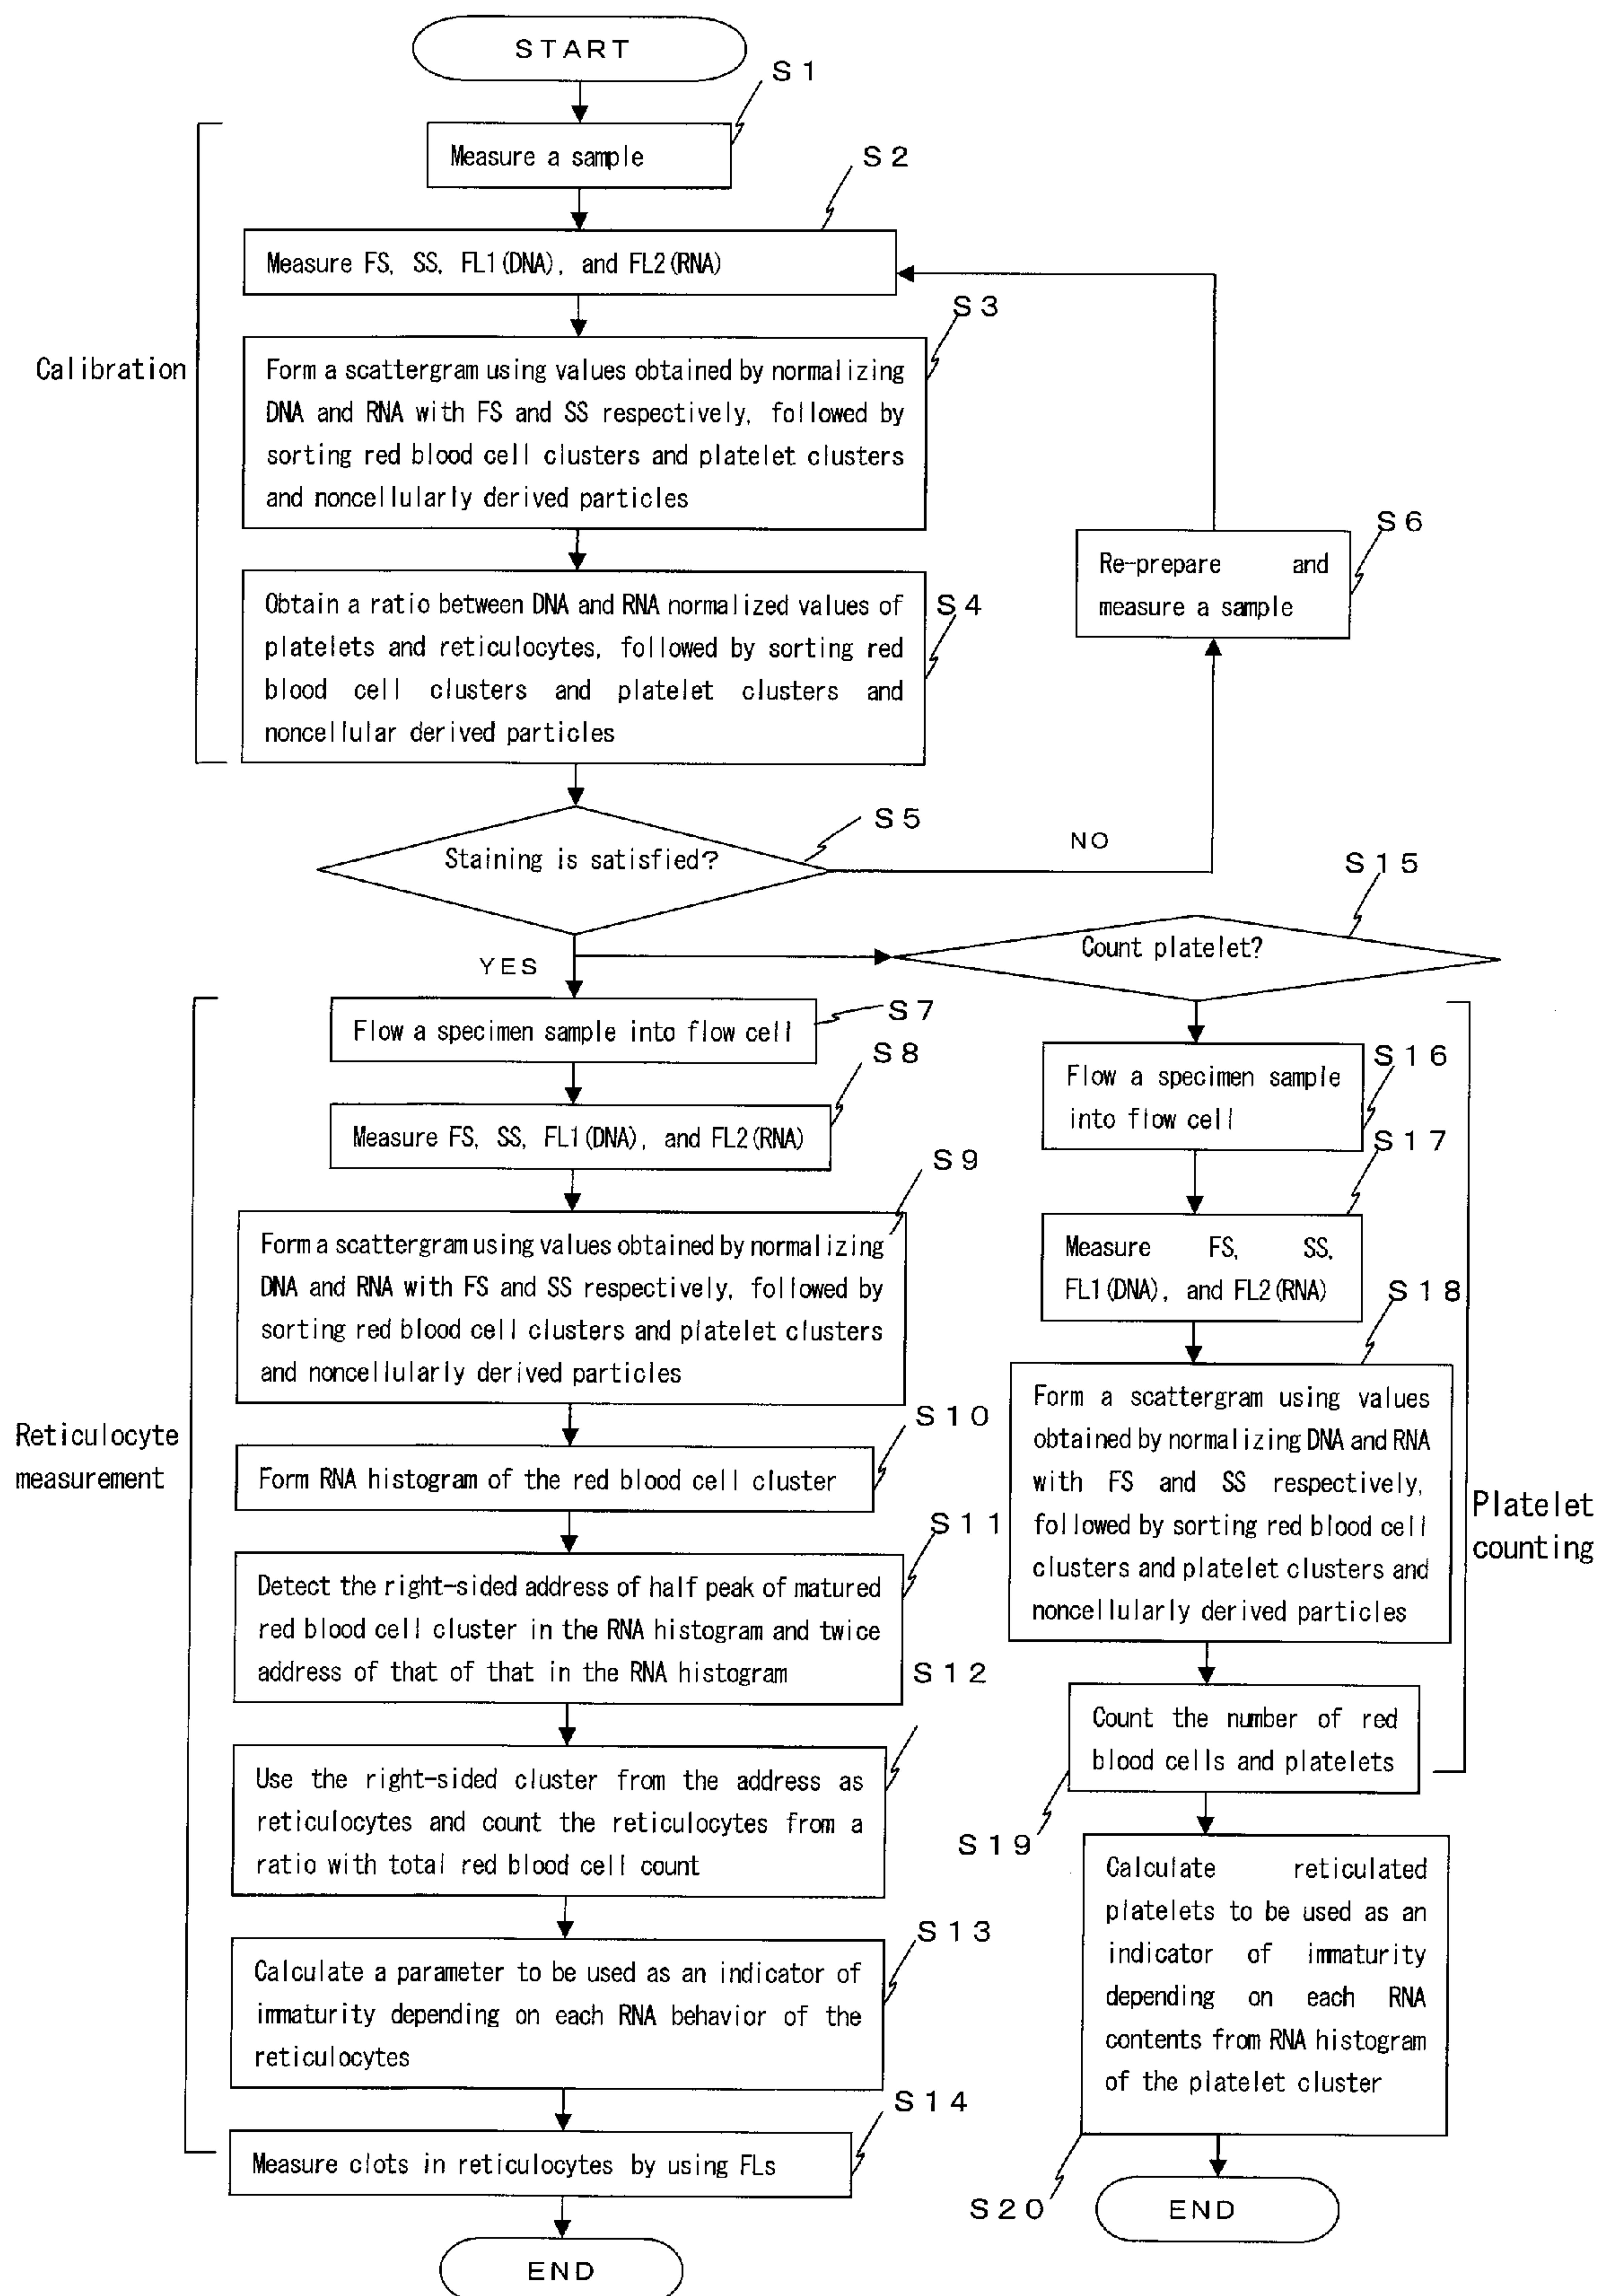 START
S1
Measure a sample
S2
Measure FS, SS, FL1(DNA), and FL2(RNA)
S3
Calibration
Form a scattergram using values obtained by normalizing
DNA and RNA with FS and SS respectively, followed by
sorting red blood cell clusters and platelet clusters
and noncellularly derived particles
S6
Re-prepare and
measure a sample
S4
Obtain a ratio between DNA and RNA normalized values of
platelets and reticulocytes, followed by sorting red
blood cell clusters and platelet clusters and
noncellular derived particles
S5
Staining is satisfied?
NO
YES
S15
Count platelet?
S7
Flow a specimen sample into flow cell
S8
Measure FS, SS, FL1(DNA), and FL2(RNA)
S9
Form a scattergram using values obtained by normalizing
DNA and RNA with FS and SS respectively, followed by
sorting red blood cell clusters and platelet clusters
and noncellularly derived particles
Reticulocyte
measurement
S10
Form RNA histogram of the red blood cell cluster
S11
Detect the right-sided address of half peak of matured
red blood cell cluster in the RNA histogram and twice
address of that of that in the RNA histogram
S12
Use the right-sided cluster from the address as
reticulocytes and count the reticulocytes from a
ratio with total red blood cell count
S13
Calculate a parameter to be used as an indicator of
immaturity depending on each RNA behavior of the
reticulocytes
S14
Measure clots in reticulocytes by using FLs
END
S16
Flow a specimen sample
into flow cell
S17
Measure FS, SS,
FL1(DNA), and FL2(RNA)
S18
Form a scattergram using values
obtained by normalizing DNA and RNA
with FS and SS respectively,
followed by sorting red blood cell
clusters and platelet clusters and
noncellularly derived particles
Platelet
counting
Count the number of red
blood cells and platelets
S19
Calculate reticulated
platelets to be used as an
indicator of immaturity
depending on each RNA
contents from RNA histogram
of the platelet cluster
S20
END